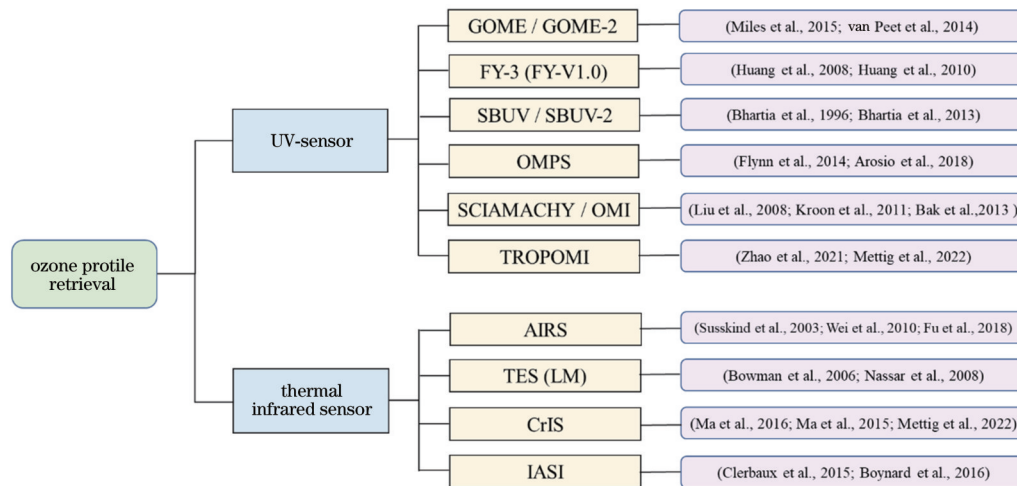 ozone protile
retrieval
UV-sensor
GOME / GOME-2
(Miles et al., 2015; van Peet et al., 2014)
FY-3 (FY-V1.0)
(Huang et al., 2008; Huang et al., 2010)
SBUV / SBUV-2
(Bhartia et al., 1996; Bhartia et al., 2013)
OMPS
(Flynn et al., 2014; Arosio et al., 2018)
SCIAMACHY / OMI
(Liu et al., 2008; Kroon et al., 2011; Bak et al.,2013 )
TROPOMI
(Zhao et al., 2021; Mettig et al., 2022)
thermal
infrared sensor
AIRS
(Susskind et al., 2003; Wei et al., 2010; Fu et al., 2018)
TES (LM)
(Bowman et al., 2006; Nassar et al., 2008)
CrIS
(Ma et al., 2016; Ma et al., 2015; Mettig et al., 2022)
IASI
(Clerbaux et al., 2015; Boynard et al., 2016)